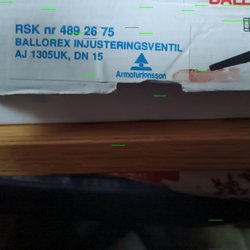 RSK nr 489 26 75
BALLOREX INJUSTERINGSVENTIL
AJ 1305UK, DN 15
Armaturjonsson